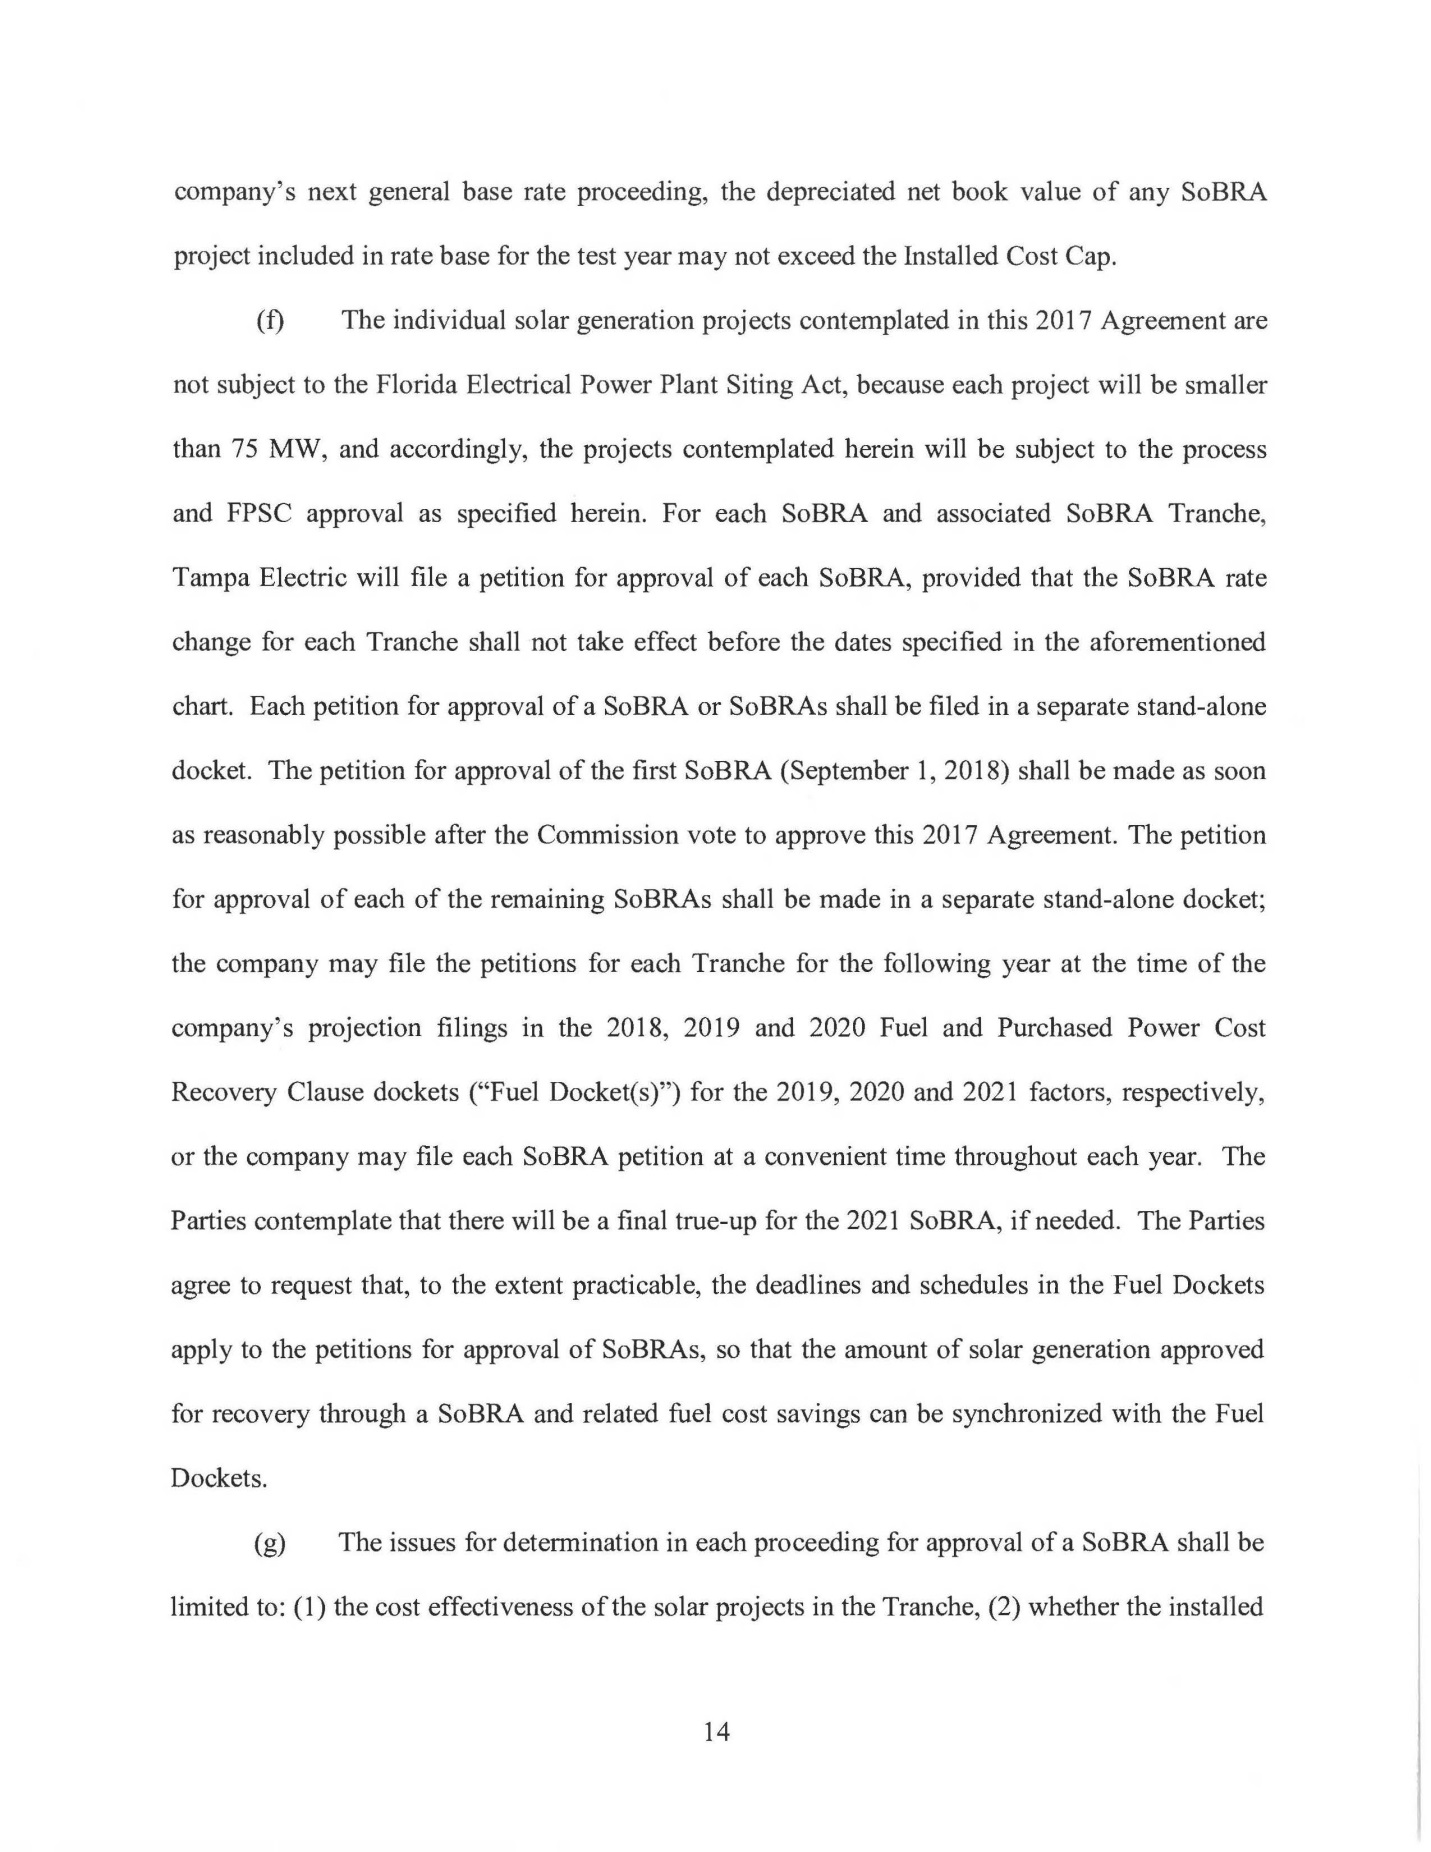 company's next general base rate proceeding, the depreciated net book value of any SoBRA
project included in rate base for the test year may not exceed the Installed Cost Cap.
(f) The individual solar generation projects contemplated in this 2017 Agreement are
not subject to the Florida Electrical Power Plant Siting Act, because each project will be smaller
than 75 MW, and accordingly, the projects contemplated herein will be subject to the process
and FPSC approval as specified herein. For each SoBRA and associated SoBRA Tranche,
Tampa Electric will file a petition for approval of each SoBRA, provided that the SoBRA rate
change for each Tranche shall not take effect before the dates specified in the aforementioned
chart. Each petition for approval of a SoBRA or SoBRAs shall be filed in a separate stand-alone
docket. The petition for approval of the first SoBRA (September 1, 2018) shall be made as soon
as reasonably possible after the Commission vote to approve this 2017 Agreement. The petition
for approval of each of the remaining SoBRAs shall be made in a separate stand-alone docket;
the company may file the petitions for each Tranche for the following year at the time of the
company's projection filings in the 2018, 2019 and 2020 Fuel and Purchased Power Cost
Recovery Clause dockets ("Fuel Docket(s)") for the 2019, 2020 and 2021 factors, respectively,
or the company may file each SoBRA petition at a convenient time throughout each year. The
Parties contemplate that there will be a final true-up for the 2021 SoBRA, if needed. The Parties
agree to request that, to the extent practicable, the deadlines and schedules in the Fuel Dockets
apply to the petitions for approval of SoBRAs, so that the amount of solar generation approved
for recovery through a SoBRA and related fuel cost savings can be synchronized with the Fuel
Dockets.
(g) The issues for determination in each proceeding for approval of a SoBRA shall be
limited to: (1) the cost effectiveness of the solar projects in the Tranche, (2) whether the installed
14